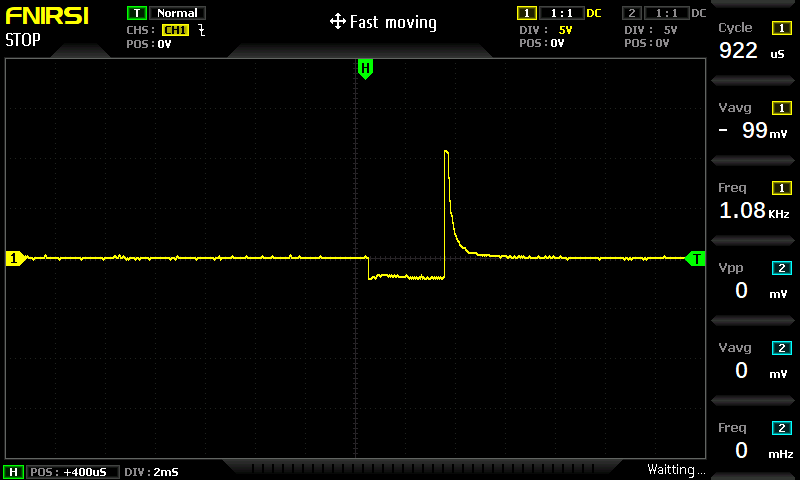 FNIRSI
STOP
T Normal
CHS: CH1
POS: 0V
Fast moving
1 1:1 DC
DIV: 5V
POS: 0V
2 1:1 DC
DIV: 5V
POS: 0V
H
1
T
Cycle 1
922 uS
Vavg 1
- 99 mV
Freq 1
1.08 KHz
Vpp 2
0 mV
Vavg 2
0 mV
Freq 2
0 mHz
H POS: +400uS DIV: 2mS
Waitting...